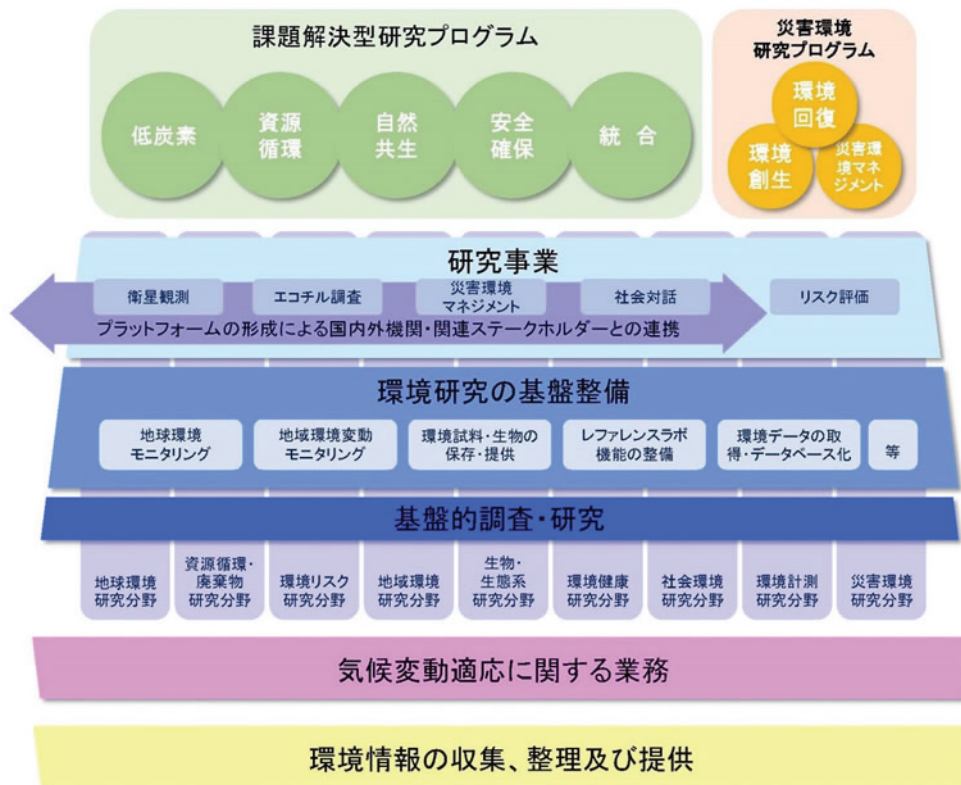 課題解決型研究プログラム
低炭素
資源
循環
自然
共生
安全
確保
統合
災害環境
研究プログラム
環境
回復
環境
創生
災害環
境マネ
ジメント
研究事業
衛星観測
エコチル調査
災害環境
マネジメント
社会対話
リスク評価
プラットフォームの形成による国内外機関・関連ステークホルダーとの連携
環境研究の基盤整備
地球環境
モニタリング
地域環境変動
モニタリング
環境試料・生物の
保存・提供
レファレンスラボ
機能の整備
環境データの取
得・データベース化
等
基盤的調査・研究
地球環境
研究分野
資源循環・
廃棄物
研究分野
環境リスク
研究分野
地域環境
研究分野
生物・
生態系
研究分野
環境健康
研究分野
社会環境
研究分野
環境計測
研究分野
災害環境
研究分野
気候変動適応に関する業務
環境情報の収集、整理及び提供